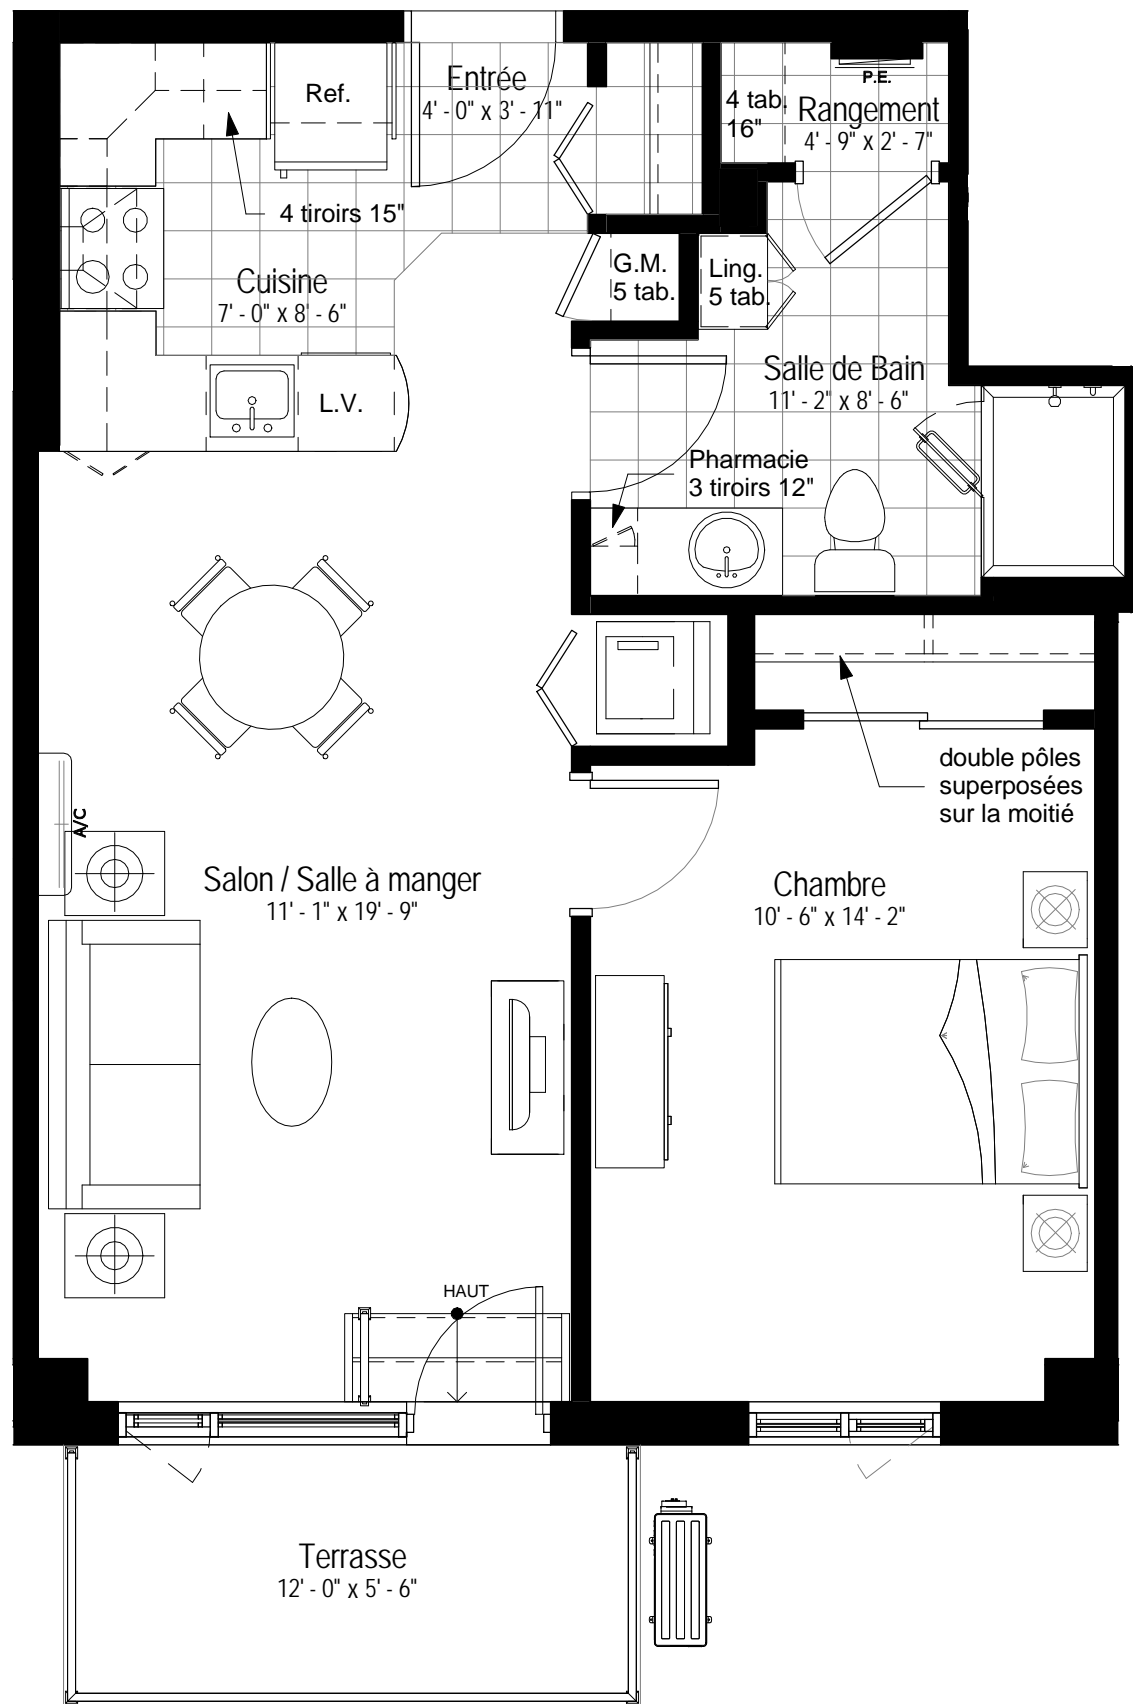 Ref.
Entrée
4' - 0" x 3' - 11"
P.E.
4 tab.
16"
Rangement
4' - 9" x 2' - 7"
4 tiroirs 15"
Cuisine
7' - 0" x 8' - 6"
G.M.
5 tab.
Ling.
5 tab.
L.V.
Salle de Bain
11' - 2" x 8' - 6"
Pharmacie
3 tiroirs 12"
double pôles
superposées
sur la moitié
A/C
Salon / Salle à manger
11' - 1" x 19' - 9"
Chambre
10' - 6" x 14' - 2"
HAUT
Terrasse
12' - 0" x 5' - 6"